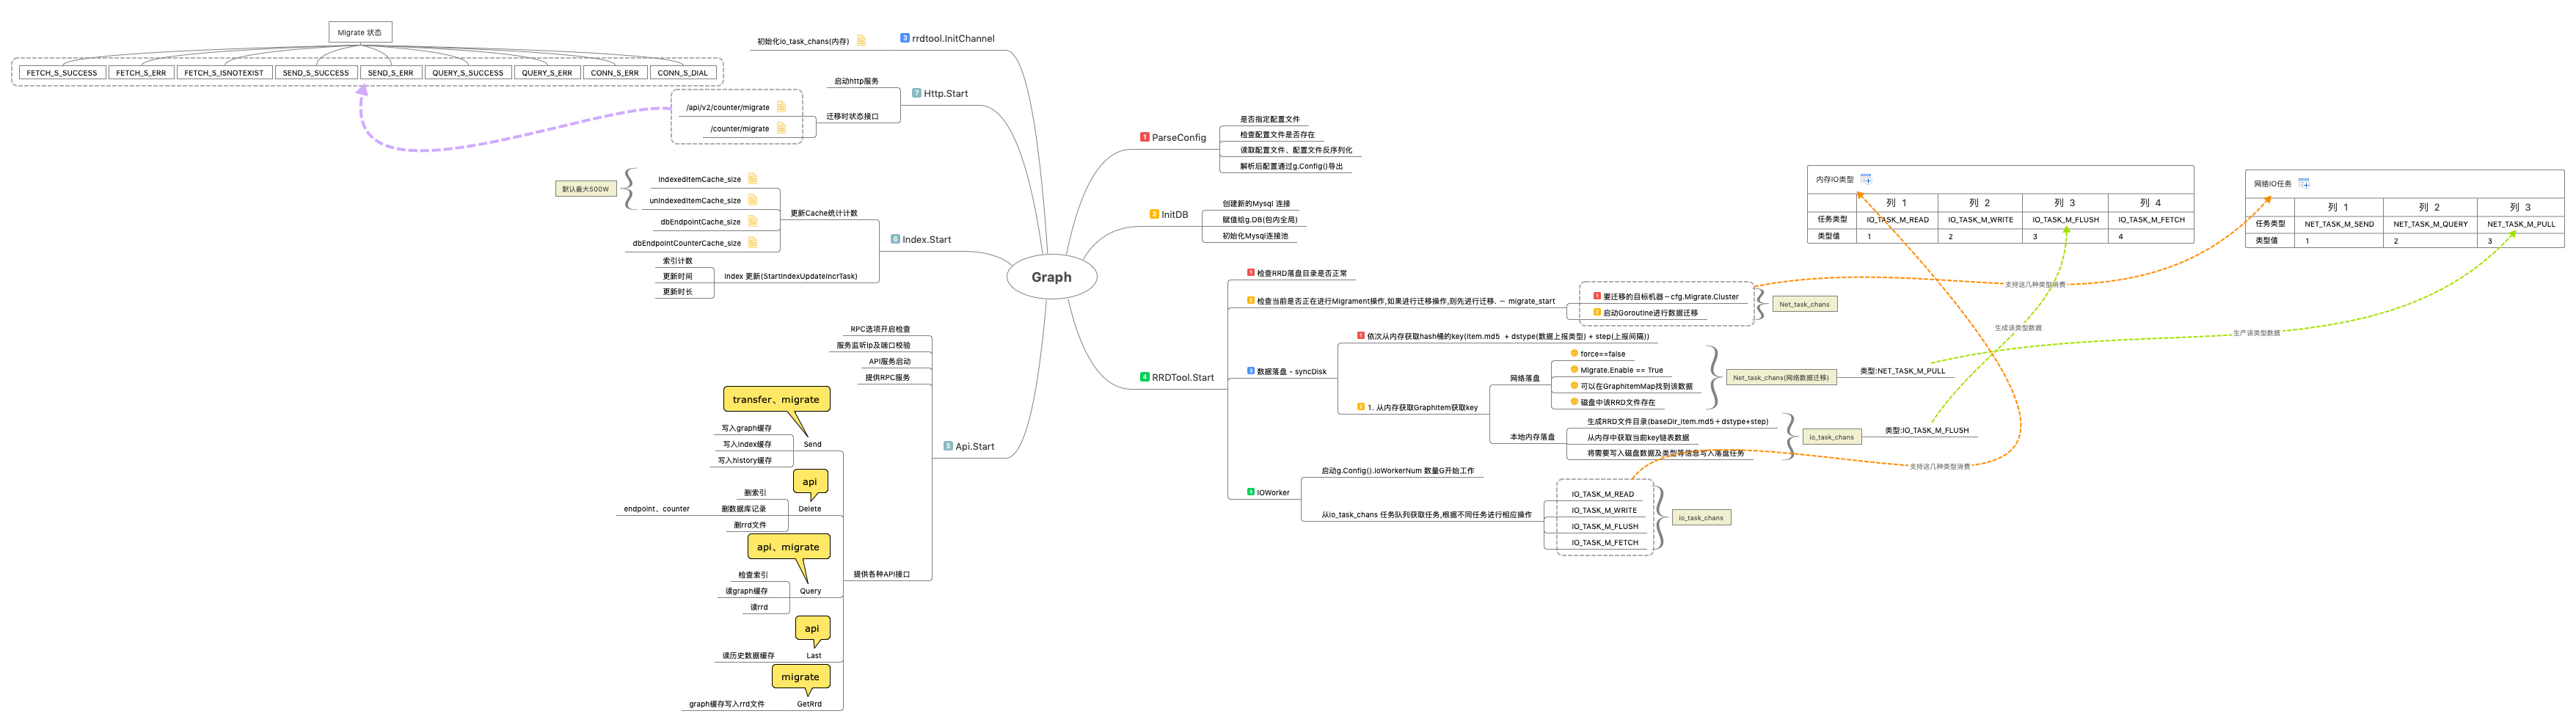 Migrate 状态
FETCH_S_SUCCESS
FETCH_S_ERR
FETCH_S_ISNOTEXIST
SEND_S_SUCCESS
SEND_S_ERR
QUERY_S_SUCCESS
QUERY_S_ERR
CONN_S_ERR
CONN_S_DIAL
Graph
3 rrdtool.InitChannel
初始化io_task_chans(内存)
7 Http.Start
启动http服务
迁移时状态接口
/api/v2/counter/migrate
/counter/migrate
6 Index.Start
更新Cache统计计数
IndexedItemCache_size
unIndexedItemCache_size
默认最大500W
dbEndpointCache_size
dbEndpointCounterCache_size
index 更新(StartIndexUpdateIncrTask)
索引计数
更新时间
更新时长
5 Api.Start
RPC选项开启检查
服务监听ip及端口校验
API服务启动
提供RPC服务
提供各种API接口
transfer、migrate
Send
写入graph缓存
写入index缓存
写入history缓存
api
Delete
删索引
删数据库记录
endpoint、counter
删rrd文件
api、migrate
Query
检查索引
读graph缓存
读rrd
api
Last
读历史数据缓存
migrate
GetRrd
graph缓存写入rrd文件
1 ParseConfig
是否指定配置文件
检查配置文件是否存在
读取配置文件、配置文件反序列化
解析后配置通过g.Config()导出
2 InitDB
创建新的Mysql 连接
赋值给g.DB(包内全局)
初始化Mysql连接池
4 RRDTool.Start
1 检查RRD落盘目录是否正常
2 检查当前是否正在进行Migrament操作,如果进行迁移操作,则先进行迁移. － migrate_start
1 要迁移的目标机器－cfg.Migrate.Cluster
2 启动Goroutine进行数据迁移
Net_task_chans
3 数据落盘 - syncDisk
1 依次从内存获取hash桶的key(item.md5 + dstype(数据上报类型) + step(上报间隔))
2 1. 从内存获取GraphItem获取key
网络落盘
force==false
Migrate.Enable == True
可以在GraphItemMap找到该数据
磁盘中该RRD文件存在
Net_task_chans(网络数据迁移)
类型:NET_TASK_M_PULL
本地内存落盘
生成RRD文件目录(baseDir_item.md5＋dstype+step)
从内存中获取当前key链表数据
将需要写入磁盘数据及类型等信息写入落盘任务
io_task_chans
类型:IO_TASK_M_FLUSH
4 IOWorker
启动g.Config().ioWorkerNum 数量G开始工作
从io_task_chans 任务队列获取任务,根据不同任务进行相应操作
IO_TASK_M_READ
IO_TASK_M_WRITE
IO_TASK_M_FLUSH
IO_TASK_M_FETCH
io_task_chans
支持这几种类型消费
生成该类型数据
生产该类型数据
支持这几种类型消费
内存IO类型
列 1 列 2 列 3 列 4
任务类型 IO_TASK_M_READ IO_TASK_M_WRITE IO_TASK_M_FLUSH IO_TASK_M_FETCH
类型值 1 2 3 4
网络IO任务
列 1 列 2 列 3
任务类型 NET_TASK_M_SEND NET_TASK_M_QUERY NET_TASK_M_PULL
类型值 1 2 3